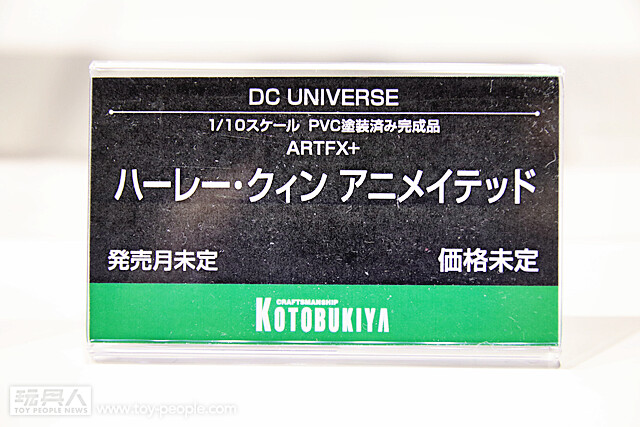 DC UNIVERSE
1/10スケール PVC塗装済み完成品
ARTFX+
ハーレー・クィン アニメイテッド
発売月未定 価格未定
CRAFTSMANSHIP
KOTOBUKIYA
玩具人
TOY PEOPLE NEWS www.toy-people.com